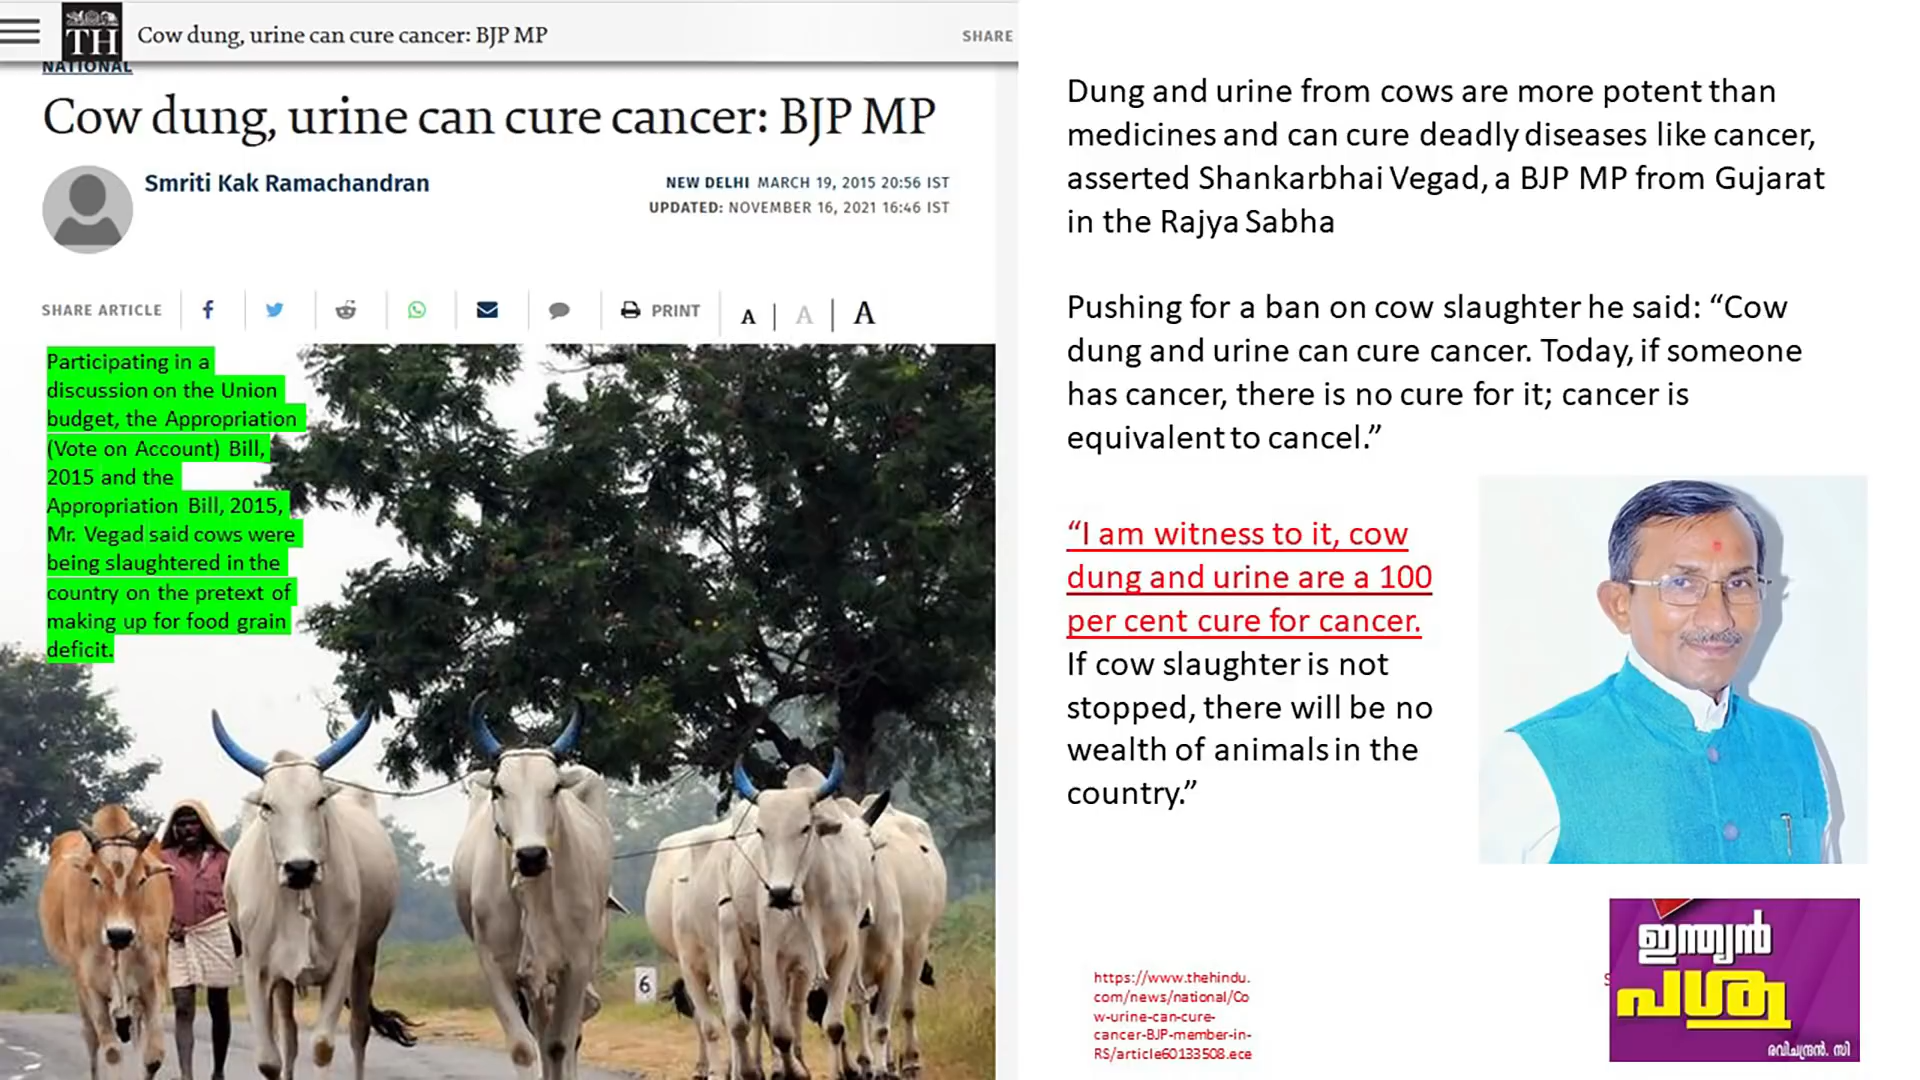 TH
Cow dung, urine can cure cancer: BJP MP
SHARE
NATIONAL
Cow dung, urine can cure cancer: BJP MP
Smriti Kak Ramachandran
NEW DELHI MARCH 19, 2015 20:56 IST
UPDATED: NOVEMBER 16, 2021 16:46 IST
SHARE ARTICLE
PRINT
A | A | A
Participating in a
discussion on the Union
budget, the Appropriation
(Vote on Account) Bill,
2015 and the
Appropriation Bill, 2015,
Mr. Vegad said cows were
being slaughtered in the
country on the pretext of
making up for food grain
deficit.
6
Dung and urine from cows are more potent than
medicines and can cure deadly diseases like cancer,
asserted Shankarbhai Vegad, a BJP MP from Gujarat
in the Rajya Sabha
Pushing for a ban on cow slaughter he said: “Cow
dung and urine can cure cancer. Today, if someone
has cancer, there is no cure for it; cancer is
equivalent to cancel.”
“I am witness to it, cow
dung and urine are a 100
per cent cure for cancer.
If cow slaughter is not
stopped, there will be no
wealth of animals in the
country.”
https://www.thehindu.
com/news/national/Co
w-urine-can-cure-
cancer-BJP-member-in-
RS/article60133508.ece
ഇന്ത്യൻ
പശു
രവിചന്ദ്രൻ. സി